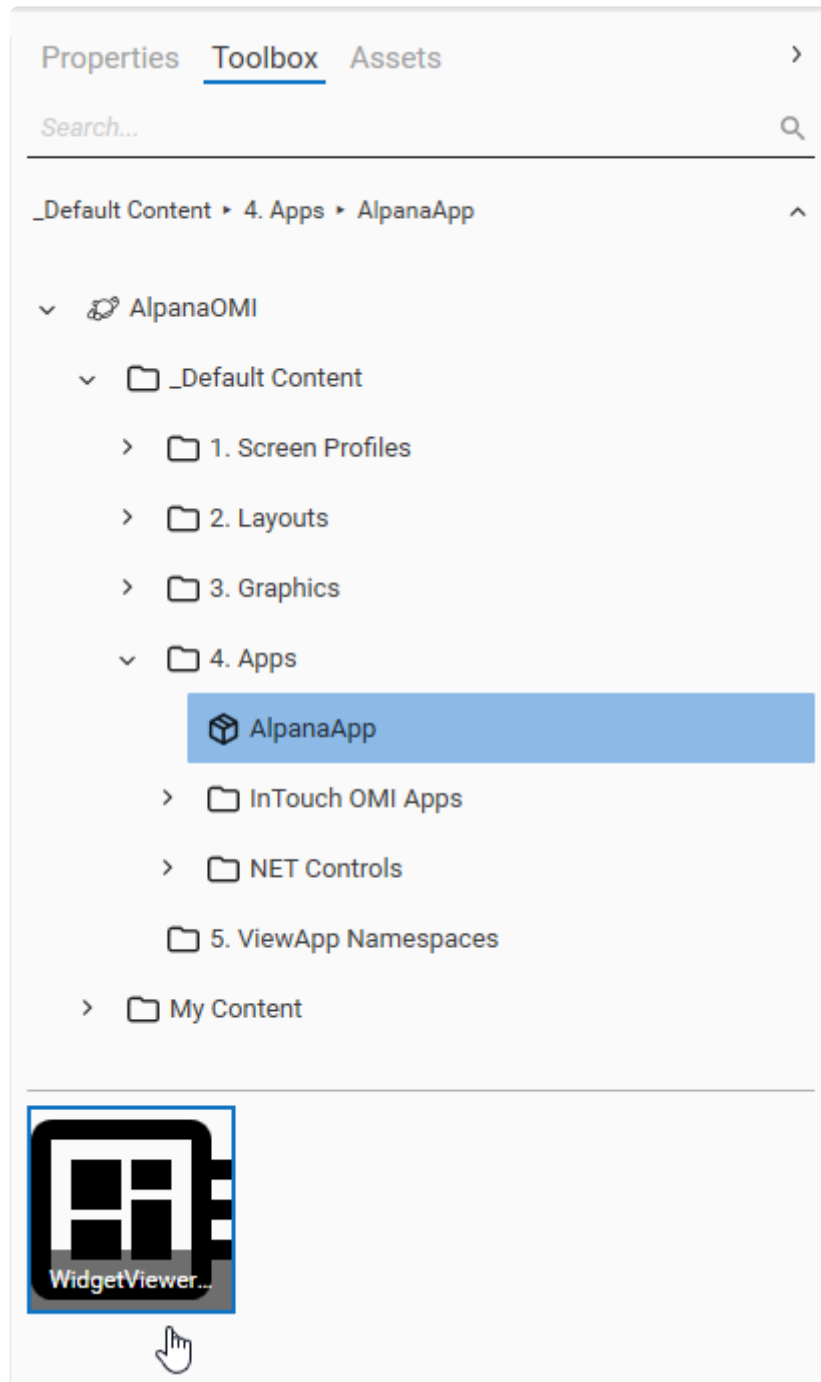 Properties Toolbox Assets
Search...
_Default Content ‣ 4. Apps ‣ AlpanaApp
AlpanaOMI
_Default Content
1. Screen Profiles
2. Layouts
3. Graphics
4. Apps
AlpanaApp
InTouch OMI Apps
NET Controls
5. ViewApp Namespaces
My Content
WidgetViewer...